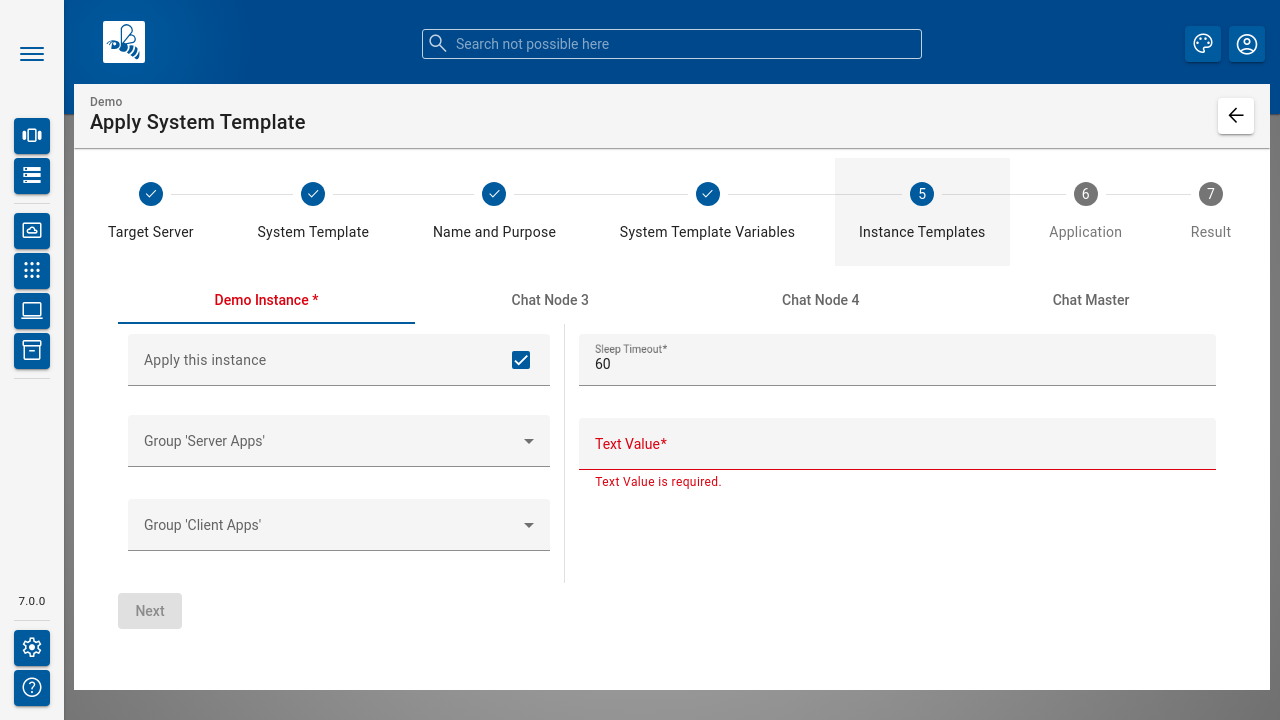 Search not possible here
Demo
Apply System Template
5
6
7
Target Server
System Template
Name and Purpose
System Template Variables
Instance Templates
Application
Result
Demo Instance *
Chat Node 3
Chat Node 4
Chat Master
Apply this instance
Sleep Timeout*
60
Group 'Server Apps'
Text Value*
Text Value is required.
Group 'Client Apps'
Next
7.0.0